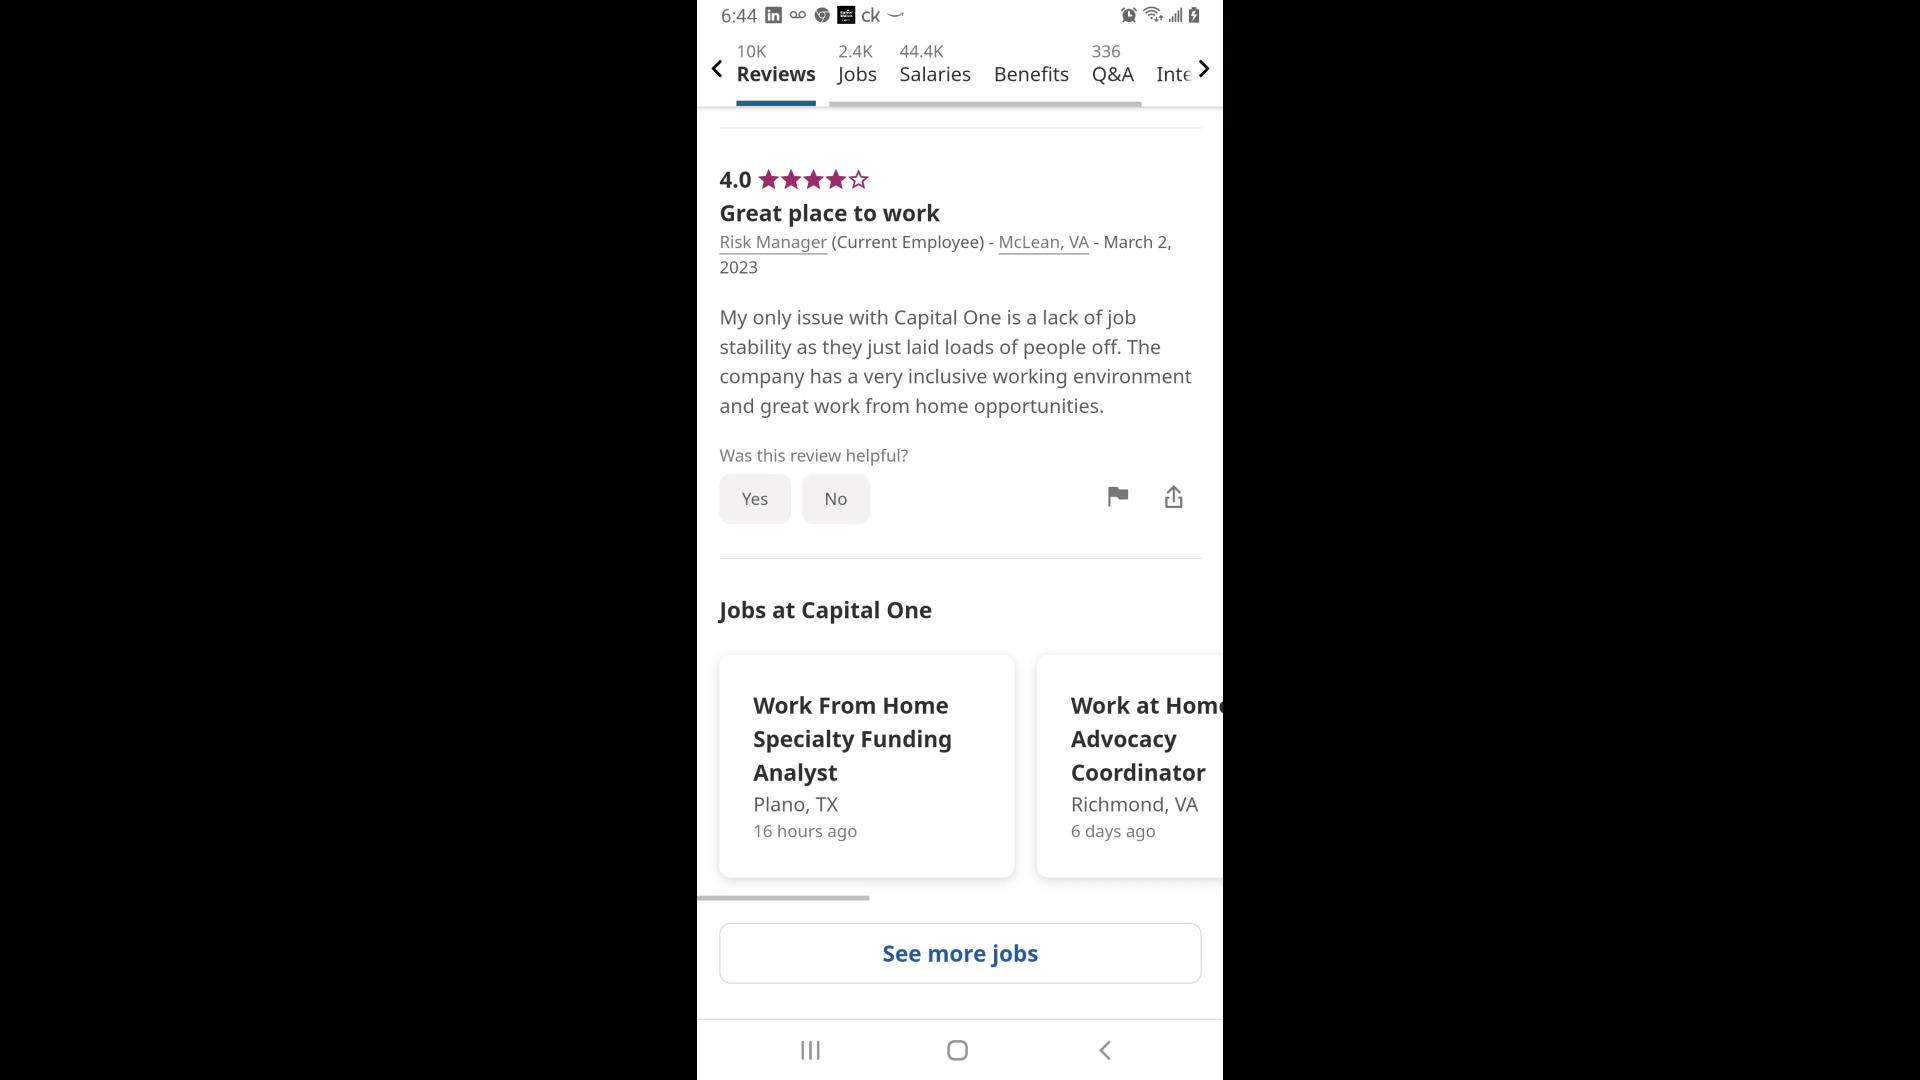 6:44
ck
10K
2.4K
44.4K
336
Reviews
Jobs
Salaries
Benefits
Q&A
Inte
4.0
Great place to work
Risk Manager (Current Employee) - McLean, VA - March 2,
2023
My only issue with Capital One is a lack of job
stability as they just laid loads of people off. The
company has a very inclusive working environment
and great work from home opportunities.
Was this review helpful?
Yes
No
Jobs at Capital One
Work From Home
Specialty Funding
Analyst
Plano, TX
16 hours ago
Work at Home
Advocacy
Coordinator
Richmond, VA
6 days ago
See more jobs